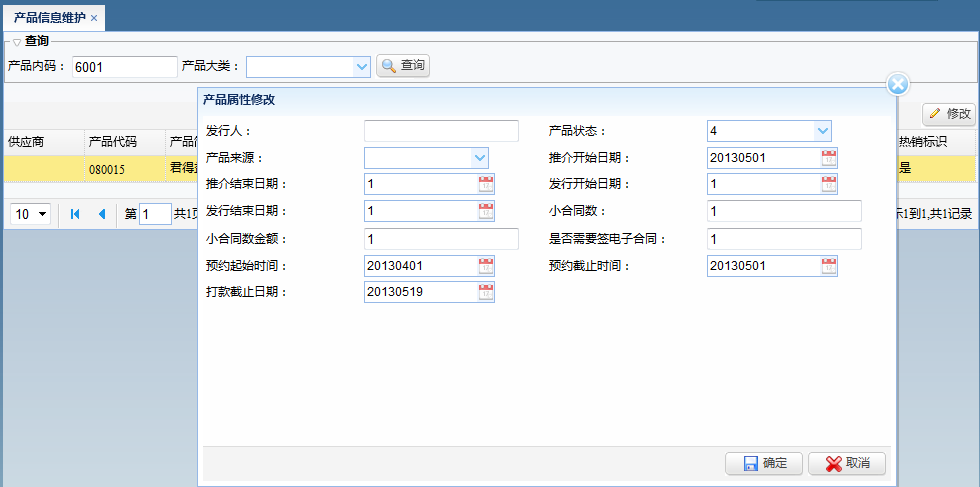 产品信息维护 ×
查询
产品内码： 6001 产品大类： 查询
产品属性修改
修改
供应商 产品代码 产品 热销标识
080015 君得 是
10 第 1 共1页 示1到1,共1记录
发行人： 产品状态： 4
产品来源： 推介开始日期： 20130501
推介结束日期： 1 发行开始日期： 1
发行结束日期： 1 小合同数： 1
小合同数金额： 1 是否需要签电子合同： 1
预约起始时间： 20130401 预约截止时间： 20130501
打款截止日期： 20130519
确定 取消